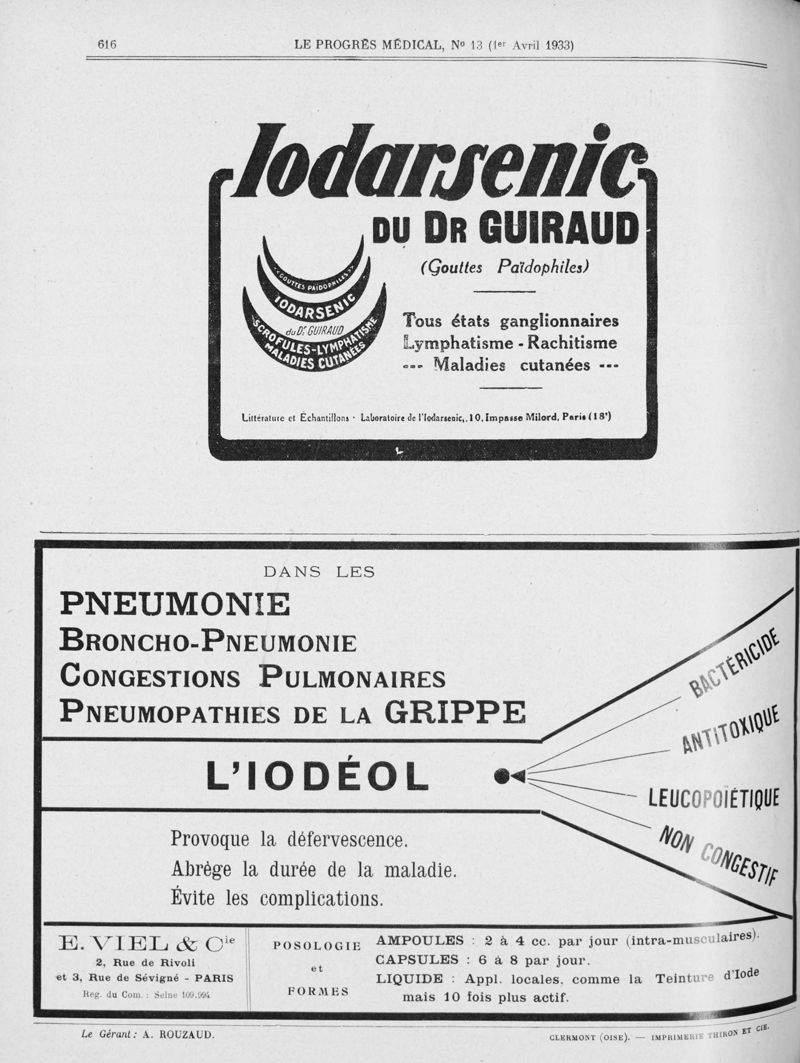 616
LE PROGRÈS MÉDICAL, No 13 (1er Avril 1933)
Iodarsenic
DU DR GUIRAUD
(Gouttes Païdophiles)
«GOUTTES PAÏDOPHILES»
IODARSENIC
du Dr. GUIRAUD
SCROFULES-LYMPHATISME
MALADIES CUTANÉES
Tous états ganglionnaires
Lymphatisme - Rachitisme
--- Maladies cutanées ---
Littérature et Échantillons · Laboratoire de l'Iodarsenic, 10, Impasse Milord, Paris (18e)
DANS LES
PNEUMONIE
BRONCHO-PNEUMONIE
CONGESTIONS PULMONAIRES
PNEUMOPATHIES DE LA GRIPPE
L'IODÉOL
BACTÉRICIDE
ANTITOXIQUE
LEUCOPOÏÉTIQUE
NON CONGESTIF
Provoque la défervescence.
Abrège la durée de la maladie.
Évite les complications.
E. VIEL & Cie
2, Rue de Rivoli
et 3, Rue de Sévigné - PARIS
Reg. du Com. : Seine 109.994
POSOLOGIE
et
FORMES
AMPOULES : 2 à 4 cc. par jour (intra-musculaires).
CAPSULES : 6 à 8 par jour.
LIQUIDE : Appl. locales, comme la Teinture d'Iode
mais 10 fois plus actif.
Le Gérant : A. ROUZAUD.
CLERMONT (OISE). — IMPRIMERIE THIRON ET CIE.